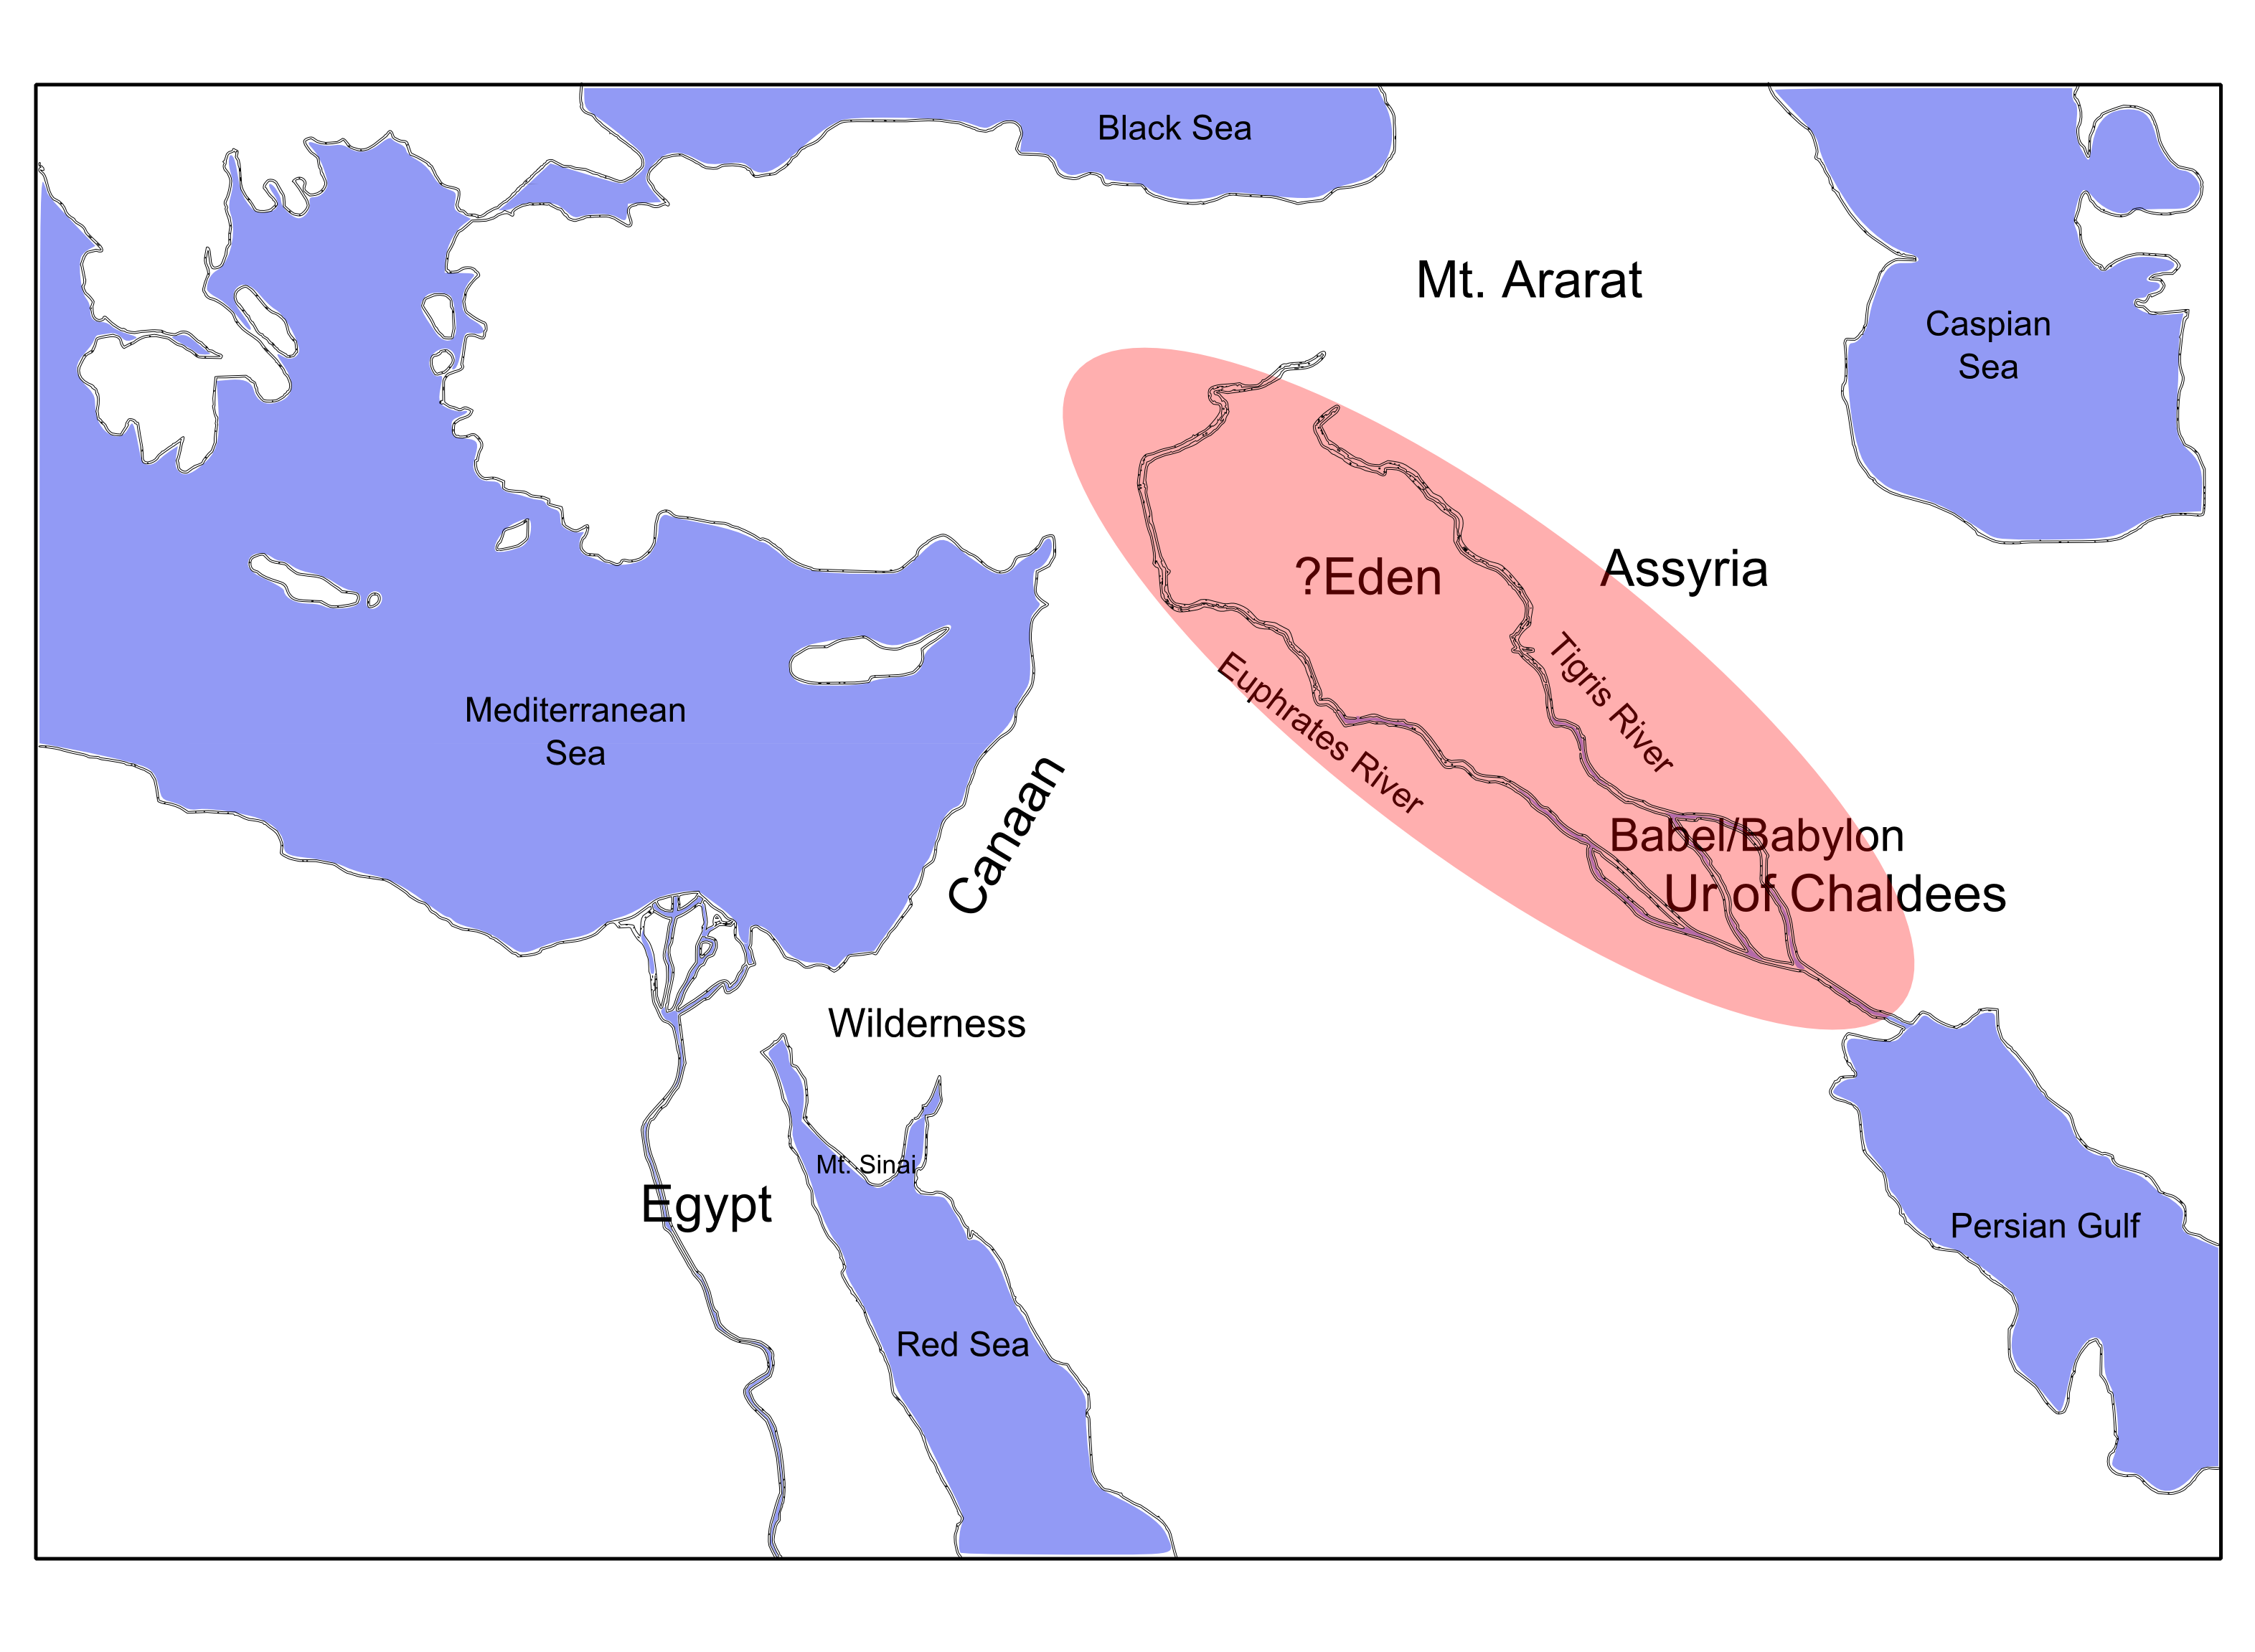 Black Sea
Mt. Ararat
Caspian
Sea
?Eden
Assyria
Tigris River
Euphrates River
Mediterranean
Sea
Canaan
Babel/Babylon
Ur of Chaldees
Wilderness
Mt. Sinai
Egypt
Persian Gulf
Red Sea